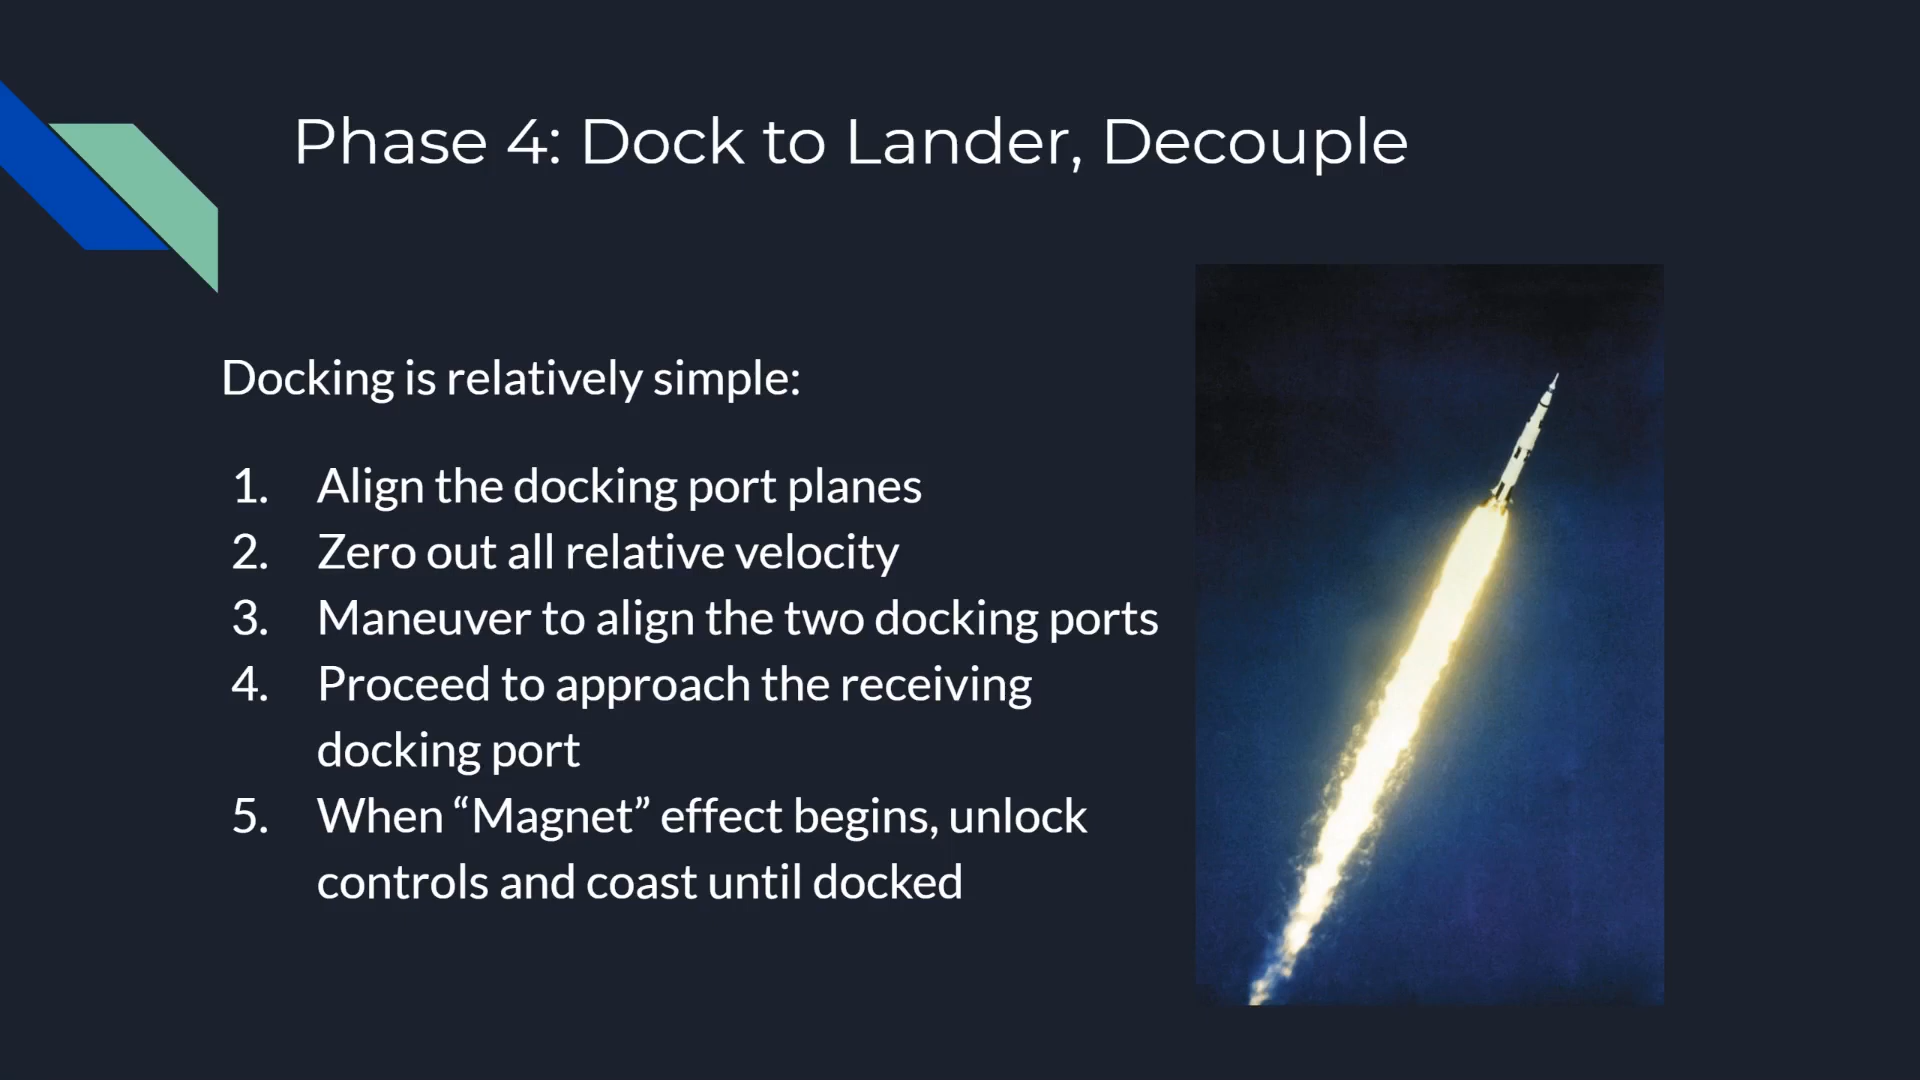 Phase 4: Dock to Lander, Decouple
Docking is relatively simple:
1. Align the docking port planes
2. Zero out all relative velocity
3. Maneuver to align the two docking ports
4. Proceed to approach the receiving
docking port
5. When “Magnet” effect begins, unlock
controls and coast until docked